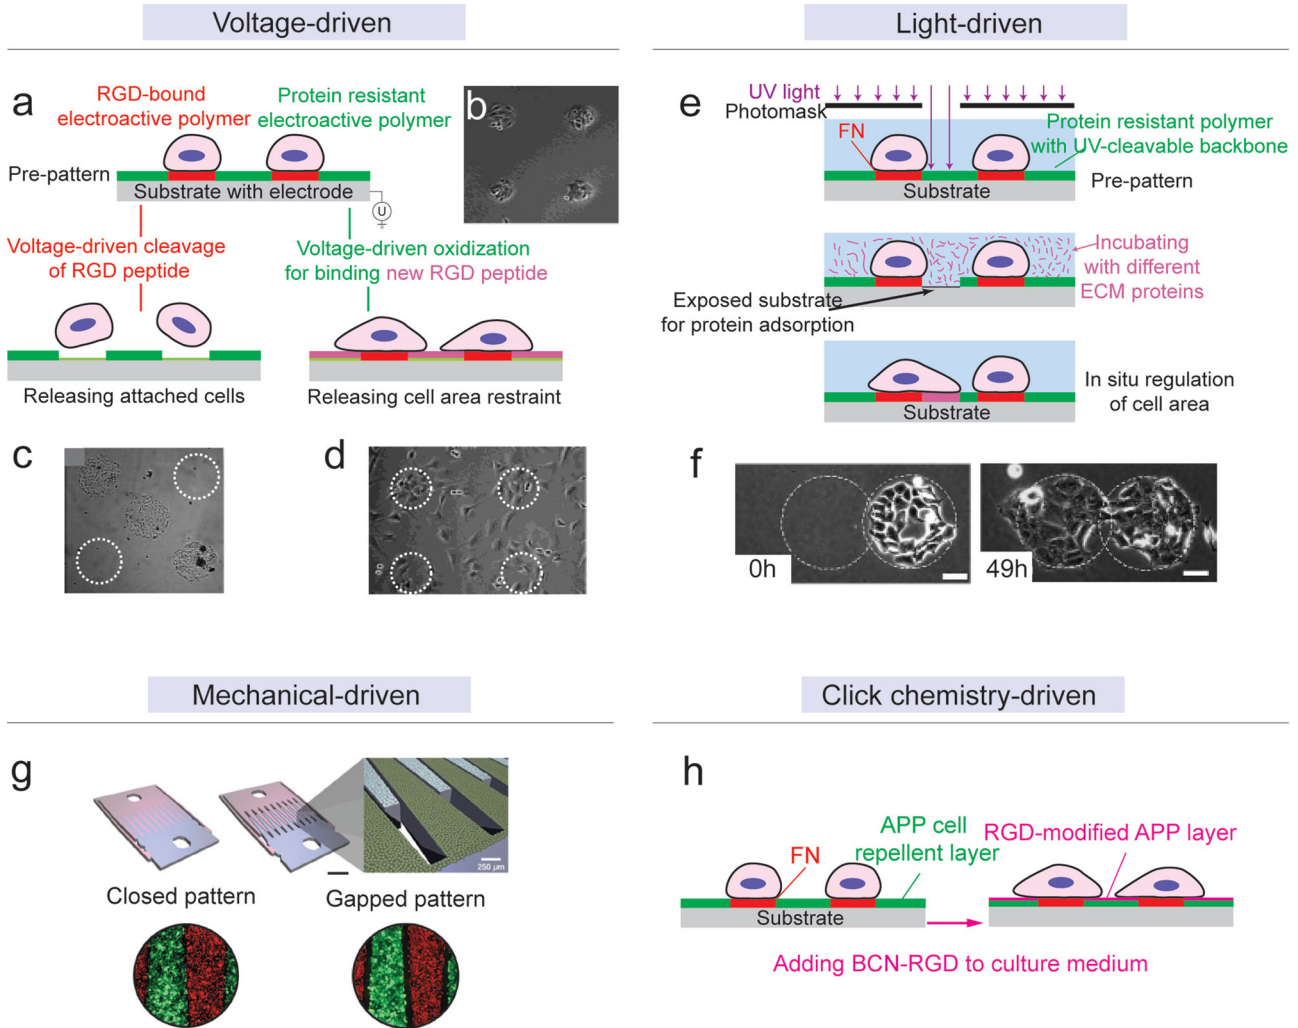 Voltage-driven
Light-driven
a
RGD-bound
electroactive polymer
Protein resistant
electroactive polymer
Pre-pattern
Substrate with electrode
U
Voltage-driven cleavage
of RGD peptide
Voltage-driven oxidization
for binding new RGD peptide
Releasing attached cells
Releasing cell area restraint
b
c
d
e
UV light
Photomask
FN
Protein resistant polymer
with UV-cleavable backbone
Substrate
Pre-pattern
Incubating
with different
ECM proteins
Exposed substrate
for protein adsorption
In situ regulation
of cell area
Substrate
f
0h
49h
Mechanical-driven
Click chemistry-driven
g
250 µm
Closed pattern
Gapped pattern
h
FN
APP cell
repellent layer
RGD-modified APP layer
Substrate
Adding BCN-RGD to culture medium